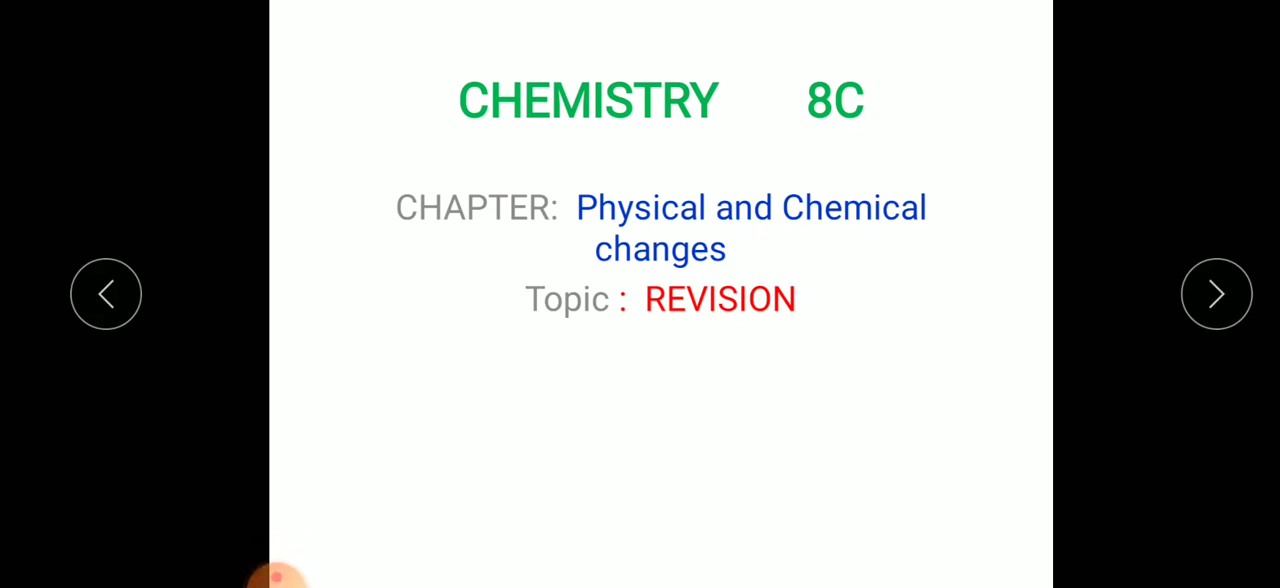 CHEMISTRY 8C
CHAPTER: Physical and Chemical
changes
Topic : REVISION